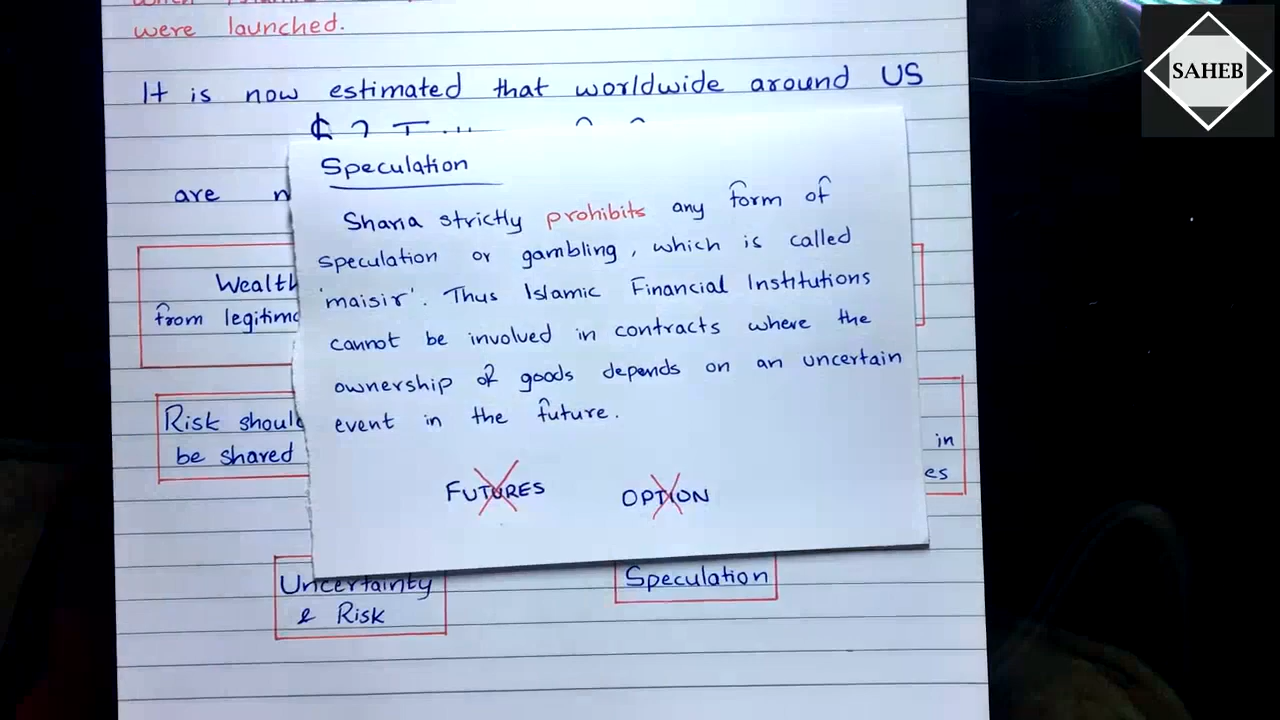 were launched.
It is now estimated that worldwide around US
Speculation
are
Sharia strictly prohibits any form of
speculation or gambling, which is called
'maisir'. Thus Islamic Financial Institutions
cannot be involved in contracts where the
ownership of goods depends on an uncertain
event in the future.
FUTURES OPTION
Wealth
from legitima
Risk should
be shared
in
es
Uncertainty
& Risk
Speculation
SAHEB